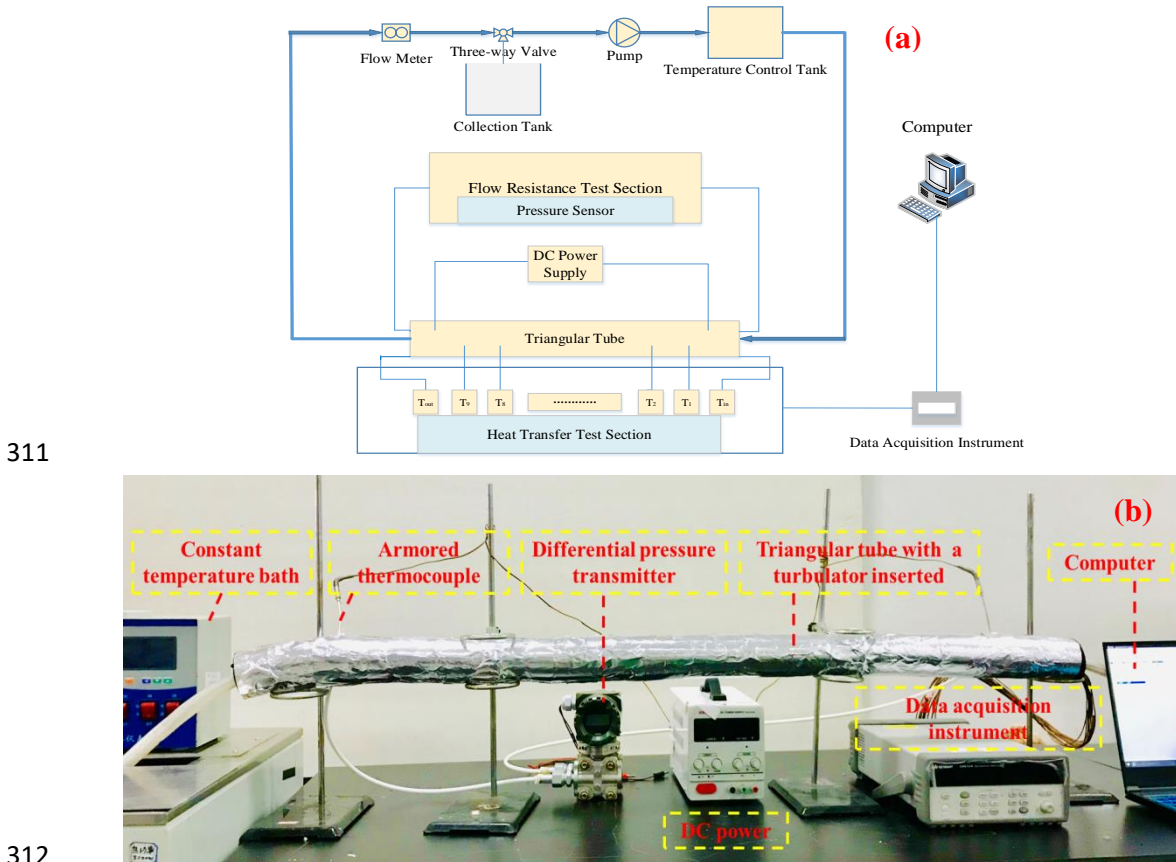 (a)
Flow Meter
Three-way Valve
Pump
Temperature Control Tank
Collection Tank
Computer
Flow Resistance Test Section
Pressure Sensor
DC Power
Supply
Triangular Tube
Tout
T9
T8
............
T2
T1
Tin
Heat Transfer Test Section
Data Acquisition Instrument
311
(b)
Constant
temperature bath
Armored
thermocouple
Differential pressure
transmitter
Triangular tube with a
turbulator inserted
Computer
Data acquisition
instrument
DC power
312